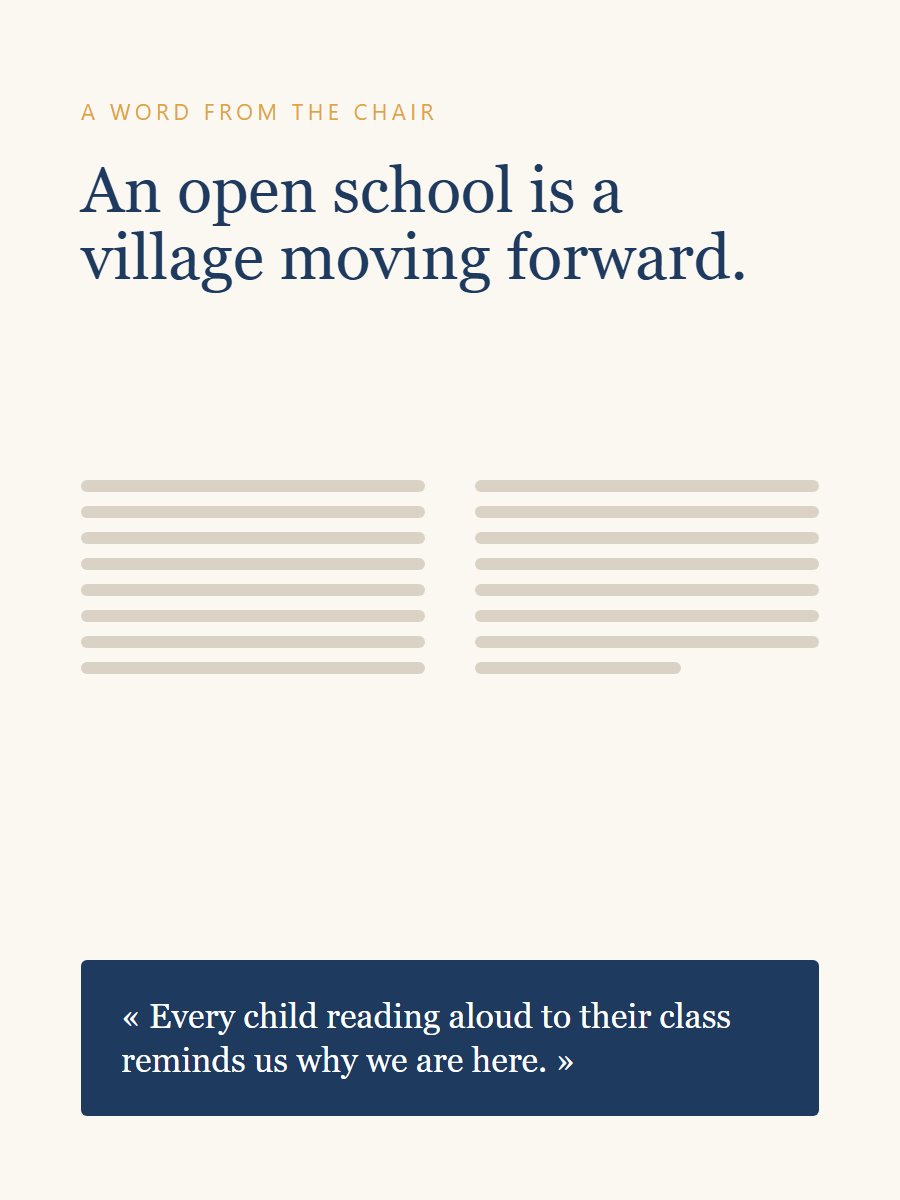 A WORD FROM THE CHAIR
An open school is a
village moving forward.
« Every child reading aloud to their class
reminds us why we are here. »